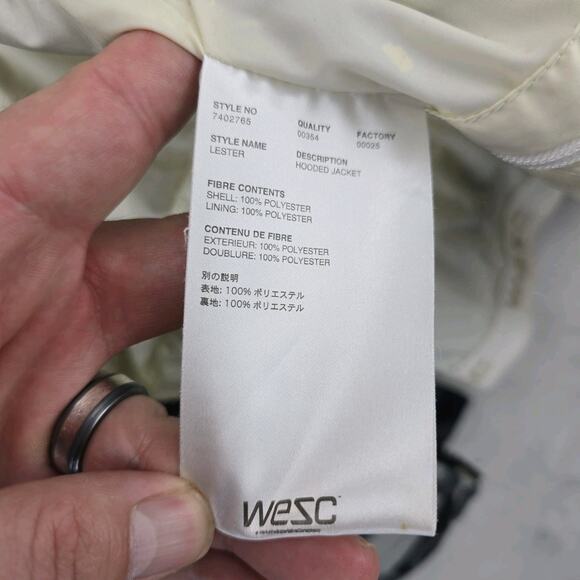 STYLE NO
7402765
QUALITY
00354
FACTORY
00025
STYLE NAME
LESTER
DESCRIPTION
HOODED JACKET
FIBRE CONTENTS
SHELL: 100% POLYESTER
LINING: 100% POLYESTER
CONTENU DE FIBRE
EXTERIEUR: 100% POLYESTER
DOUBLURE: 100% POLYESTER
別の説明
表地: 100% ポリエステル
裏地: 100% ポリエステル
WeSC